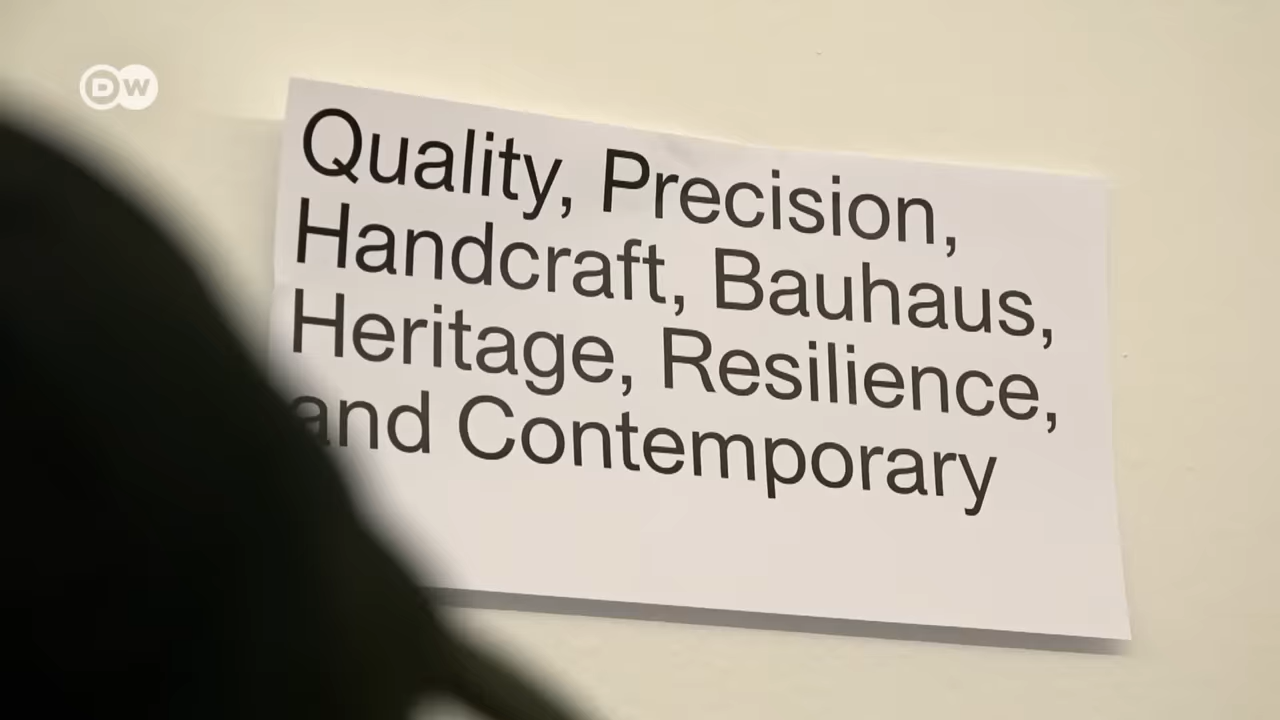 DW
Quality, Precision,
Handcraft, Bauhaus,
Heritage, Resilience,
and Contemporary